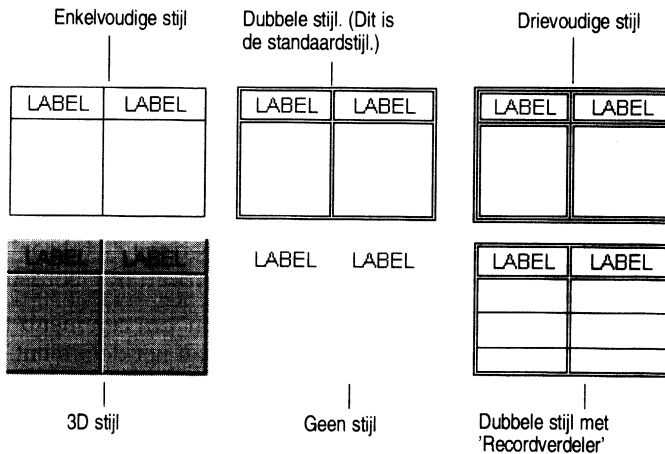 Enkelvoudige stijl
Dubbele stijl. (Dit is
de standaardstijl.)
Drievoudige stijl
LABEL LABEL
LABEL LABEL
LABEL LABEL
LABEL LABEL
LABEL LABEL
LABEL LABEL
3D stijl
Geen stijl
Dubbele stijl met
'Recordverdeler'